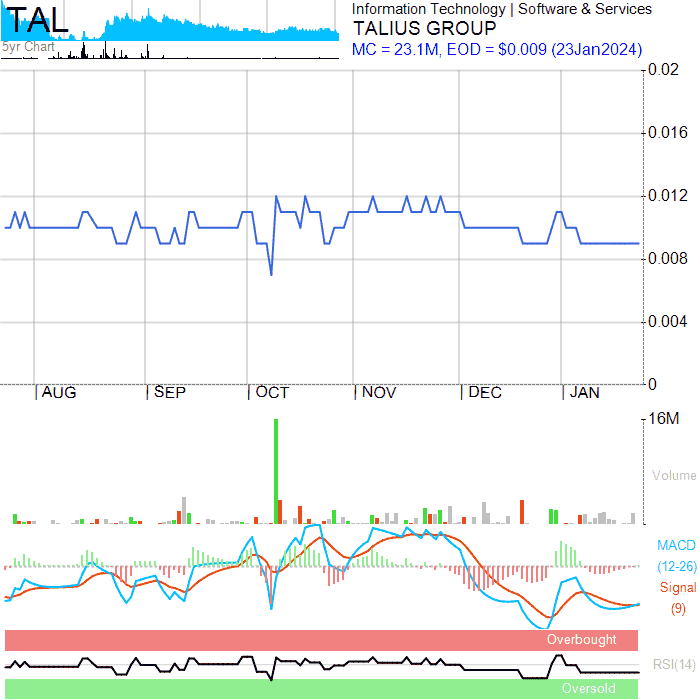 TAL
5yr Chart
Information Technology | Software & Services
TALIUS GROUP
MC = 23.1M, EOD = $0.009 (23Jan2024)
0.02
0.016
0.012
0.008
0.004
0
AUG
SEP
OCT
NOV
DEC
JAN
16M
Volume
MACD
(12-26)
Signal
(9)
Overbought
RSI(14)
Oversold